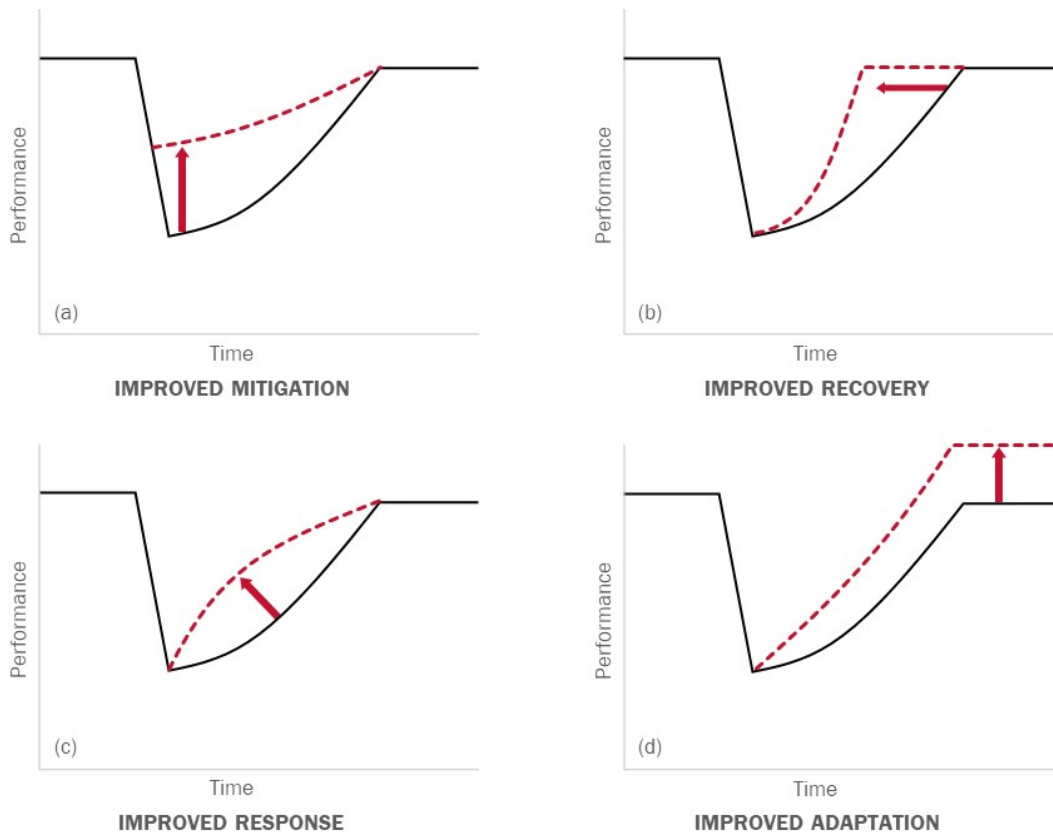 Performance
(a)
Time
IMPROVED MITIGATION
Performance
(b)
Time
IMPROVED RECOVERY
Performance
(c)
Time
IMPROVED RESPONSE
Performance
(d)
Time
IMPROVED ADAPTATION